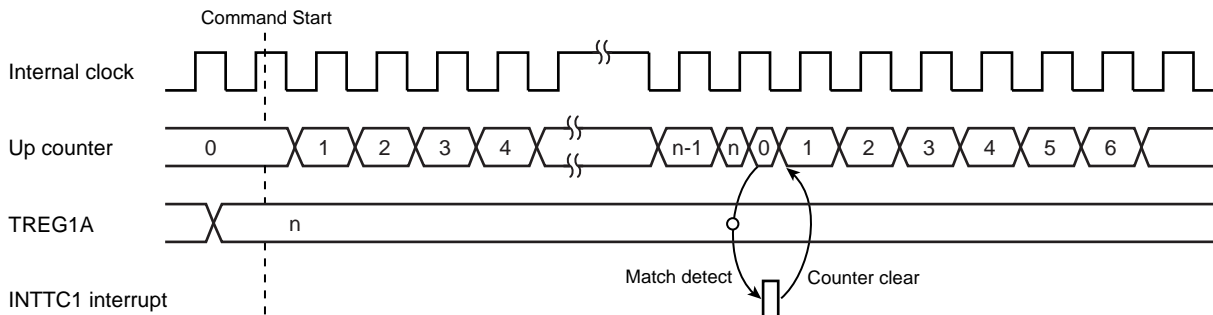 Command Start
Internal clock
Up counter 0 1 2 3 4 n-1 n 0 1 2 3 4 5 6
TREG1A n
Match detect Counter clear
INTTC1 interrupt